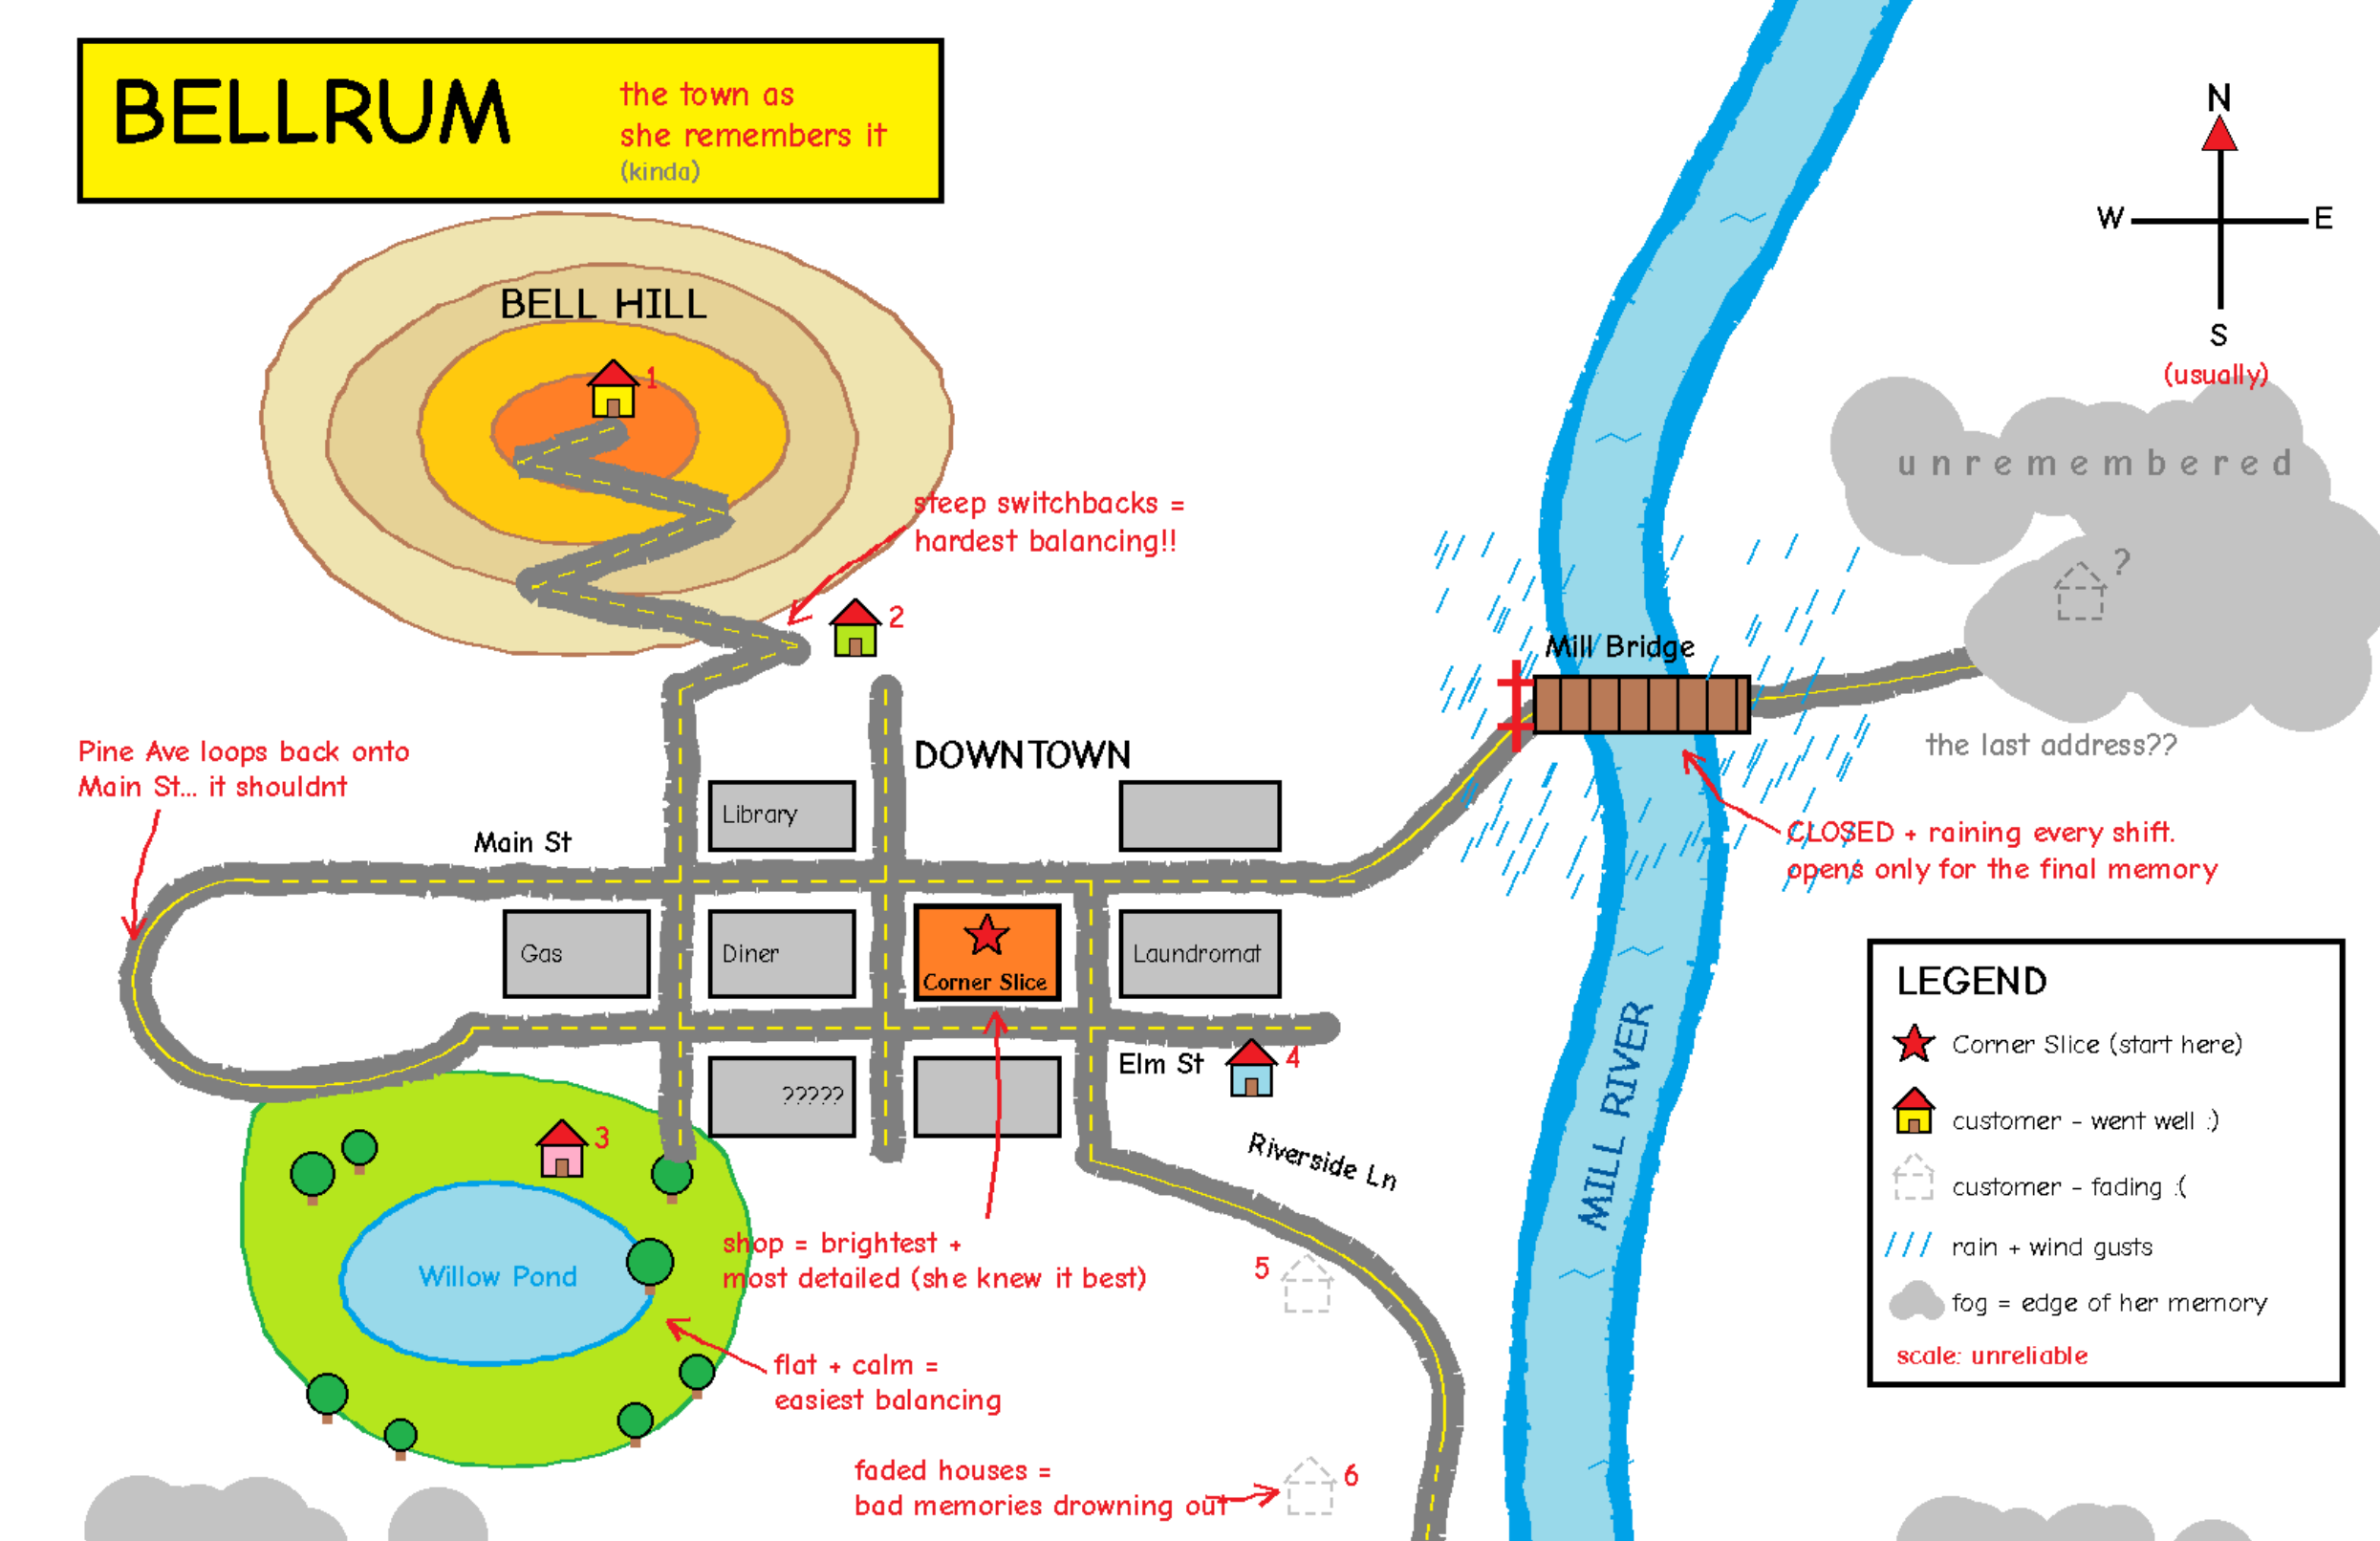 BELLRUM
the town as
she remembers it
(kinda)
N
W
E
S
(usually)
BELL HILL
1
steep switchbacks =
hardest balancing!!
2
unremembered
?
Mill Bridge
the last address??
CLOSED + raining every shift.
opens only for the final memory
Pine Ave loops back onto
Main St... it shouldnt
DOWNTOWN
Library
Main St
Gas
Diner
Corner Slice
Laundromat
Elm St
4
?????
3
Riverside Ln
MILL RIVER
Willow Pond
shop = brightest +
most detailed (she knew it best)
5
flat + calm =
easiest balancing
faded houses =
bad memories drowning out
6
LEGEND
Corner Slice (start here)
customer - went well :)
customer - fading :(
rain + wind gusts
fog = edge of her memory
scale: unreliable